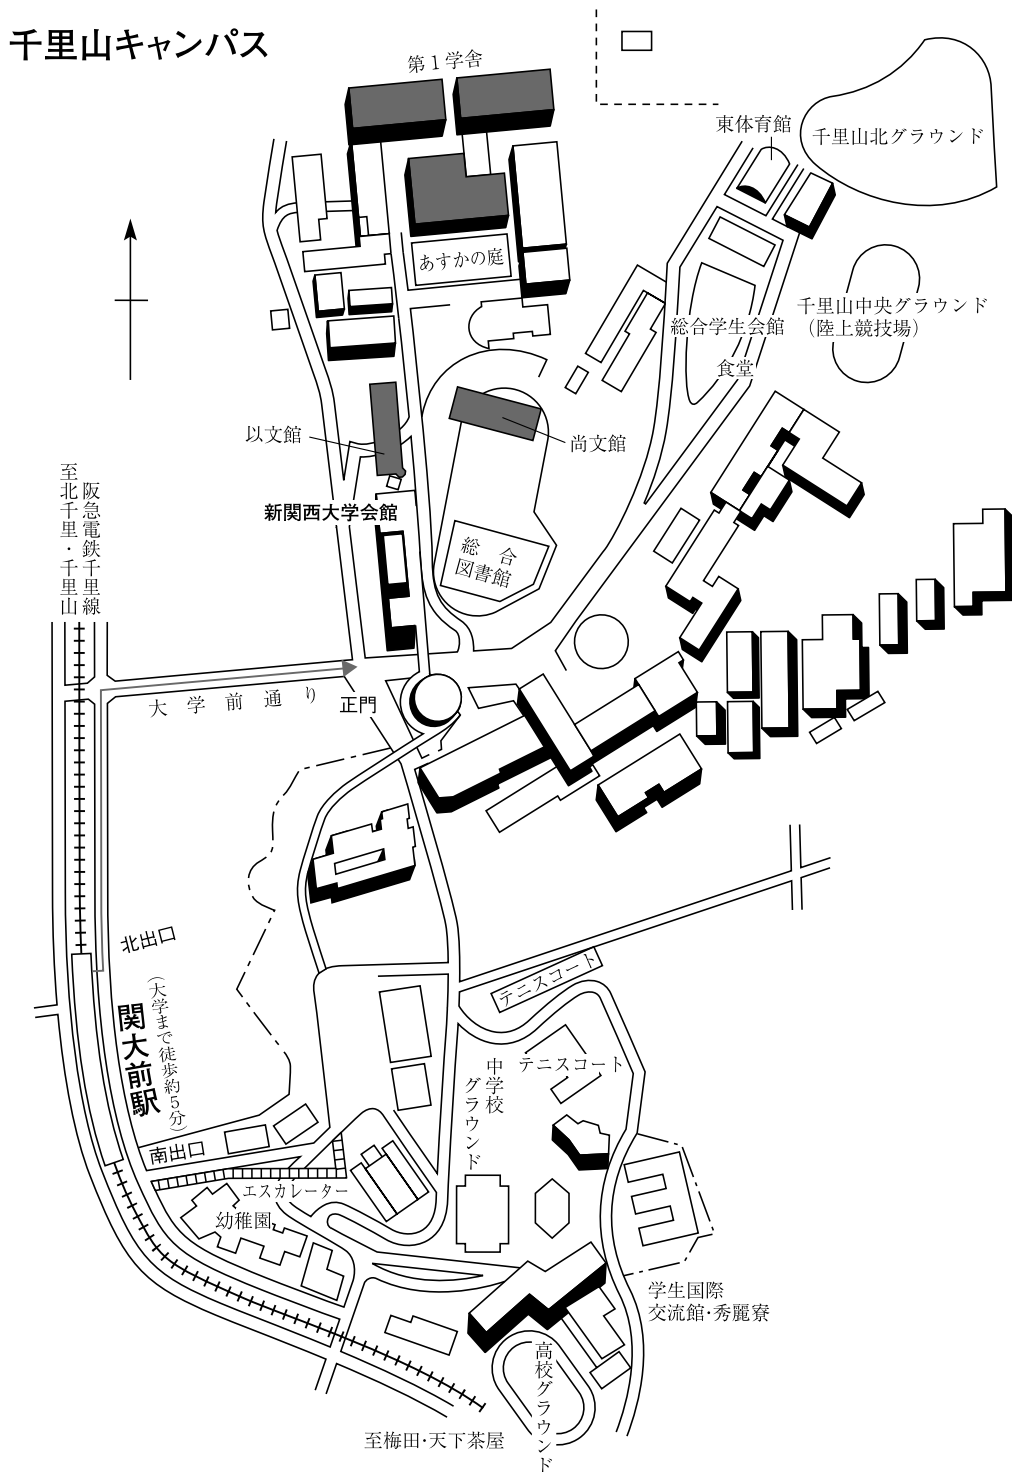 千里山キャンパス
第1学舎
東体育館
千里山北グラウンド
あすかの庭
千里山中央グラウンド
（陸上競技場）
総合学生会館
食堂
以文館
尚文館
新関西大学会館
阪急電鉄千里線
至北千里・千里山
総合
図書館
大学前通り
正門
北出口
関大前駅
（大学まで徒歩約5分）
南出口
テニスコート
テニスコート
中学校
グラウンド
エスカレーター
幼稚園
学生国際
交流館・秀麗寮
高校グラウンド
至梅田・天下茶屋